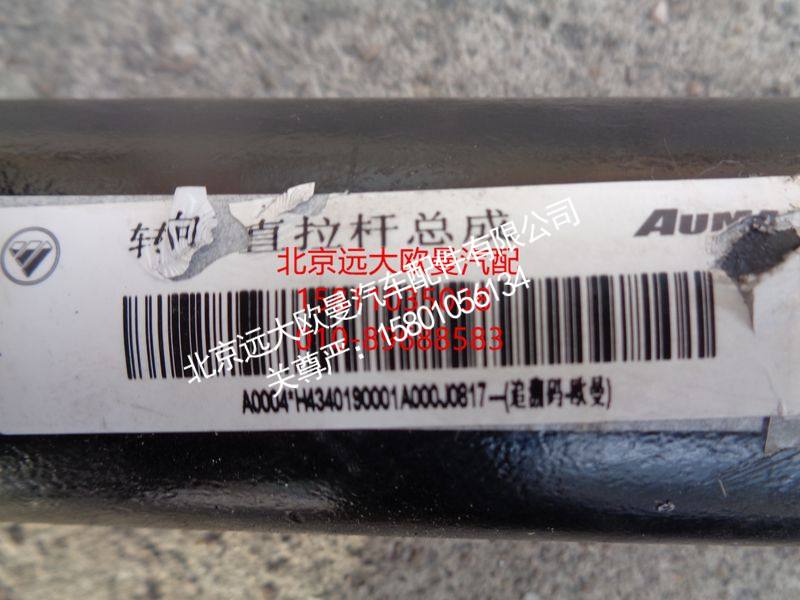 转向 直拉杆总成
AUMA
北京远大欧曼汽配
010-83688583
北京远大欧曼汽车配件有限公司
关尊严：15801056134
A0004*H4340190001A000J0817-(追溯码-欧曼)